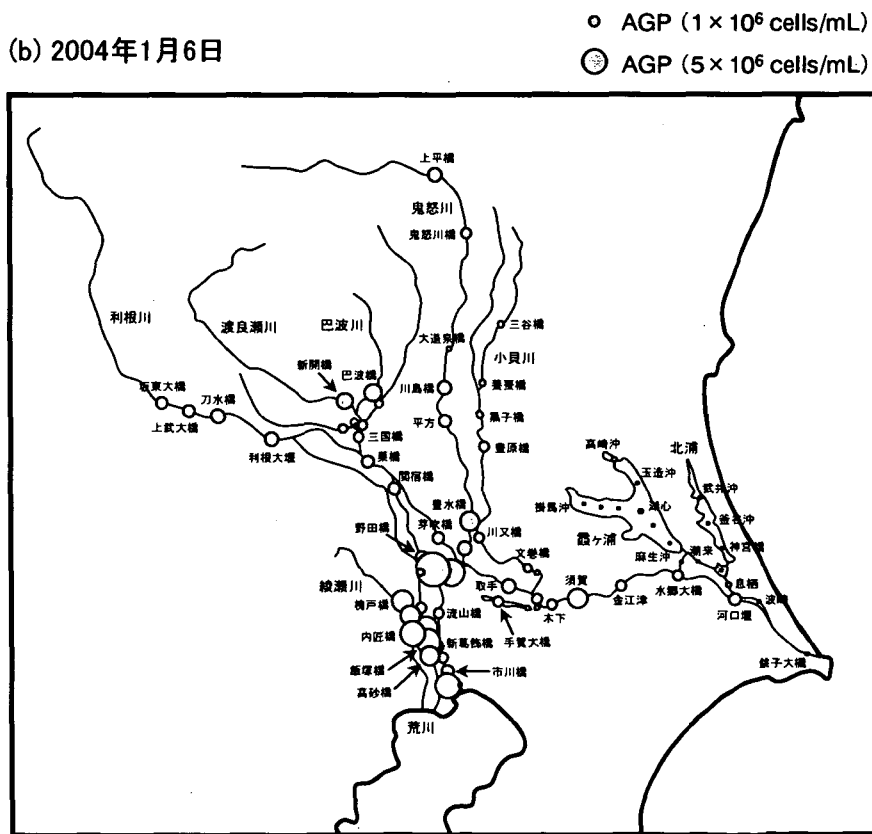 AGP (1×10⁶ cells/mL)
(b) 2004年1月6日
AGP (5×10⁶ cells/mL)
上平橋
鬼怒川
鬼怒川橋
利根川
渡良瀬川
巴波川
三谷橋
大道泉橋
小貝川
新開橋
巴波橋
坂東大橋
刀水橋
川島橋
養蚕橋
上武大橋
黒子橋
平方
三国橋
利根大堰
栗橋
豊原橋
高崎沖
北浦
関宿橋
玉造沖
武井沖
豊水橋
掛馬沖
湖心
釜谷沖
芽吹橋
野田橋
川又橋
霞ヶ浦
麻生沖
潮来
神宮橋
文巻橋
綾瀬川
取手
須賀
息栖
槐戸橋
流山橋
木下
金江津
水郷大橋
波崎
河口堰
内匠橋
新葛飾橋
手賀大橋
飯塚橋
市川橋
銚子大橋
高砂橋
荒川